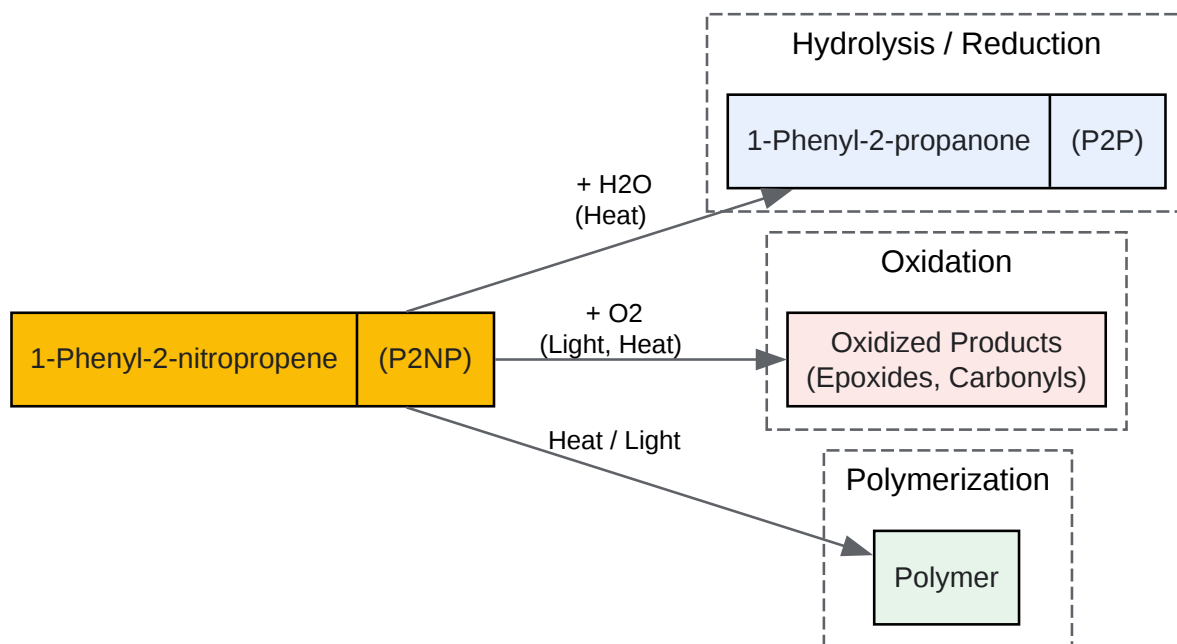 Hydrolysis / Reduction
1-Phenyl-2-propanone
(P2P)
+ H2O
(Heat)
Oxidation
1-Phenyl-2-nitropropene
(P2NP)
+ O2
(Light, Heat)
Oxidized Products
(Epoxides, Carbonyls)
Heat / Light
Polymerization
Polymer